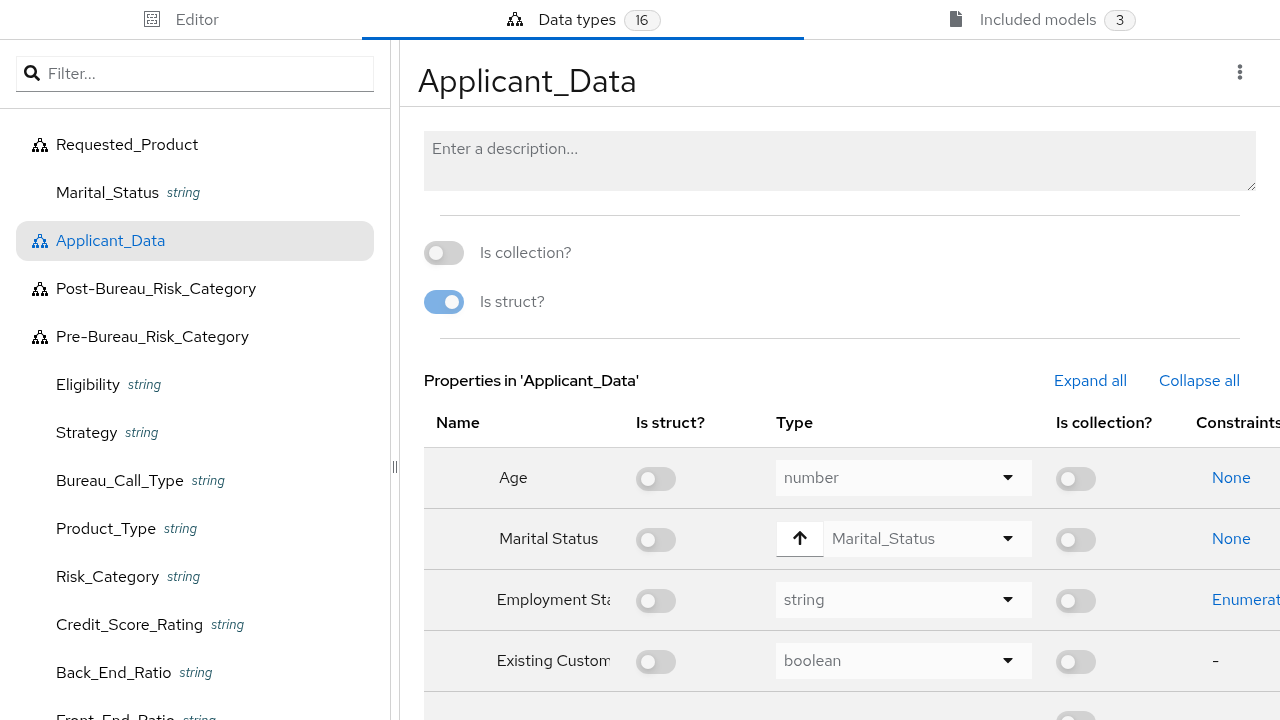 Editor
Data types 16
Included models 3
Filter...
Requested_Product
Marital_Status string
Applicant_Data
Post-Bureau_Risk_Category
Pre-Bureau_Risk_Category
Eligibility string
Strategy string
Bureau_Call_Type string
Product_Type string
Risk_Category string
Credit_Score_Rating string
Back_End_Ratio string
Front_End_Ratio string
Applicant_Data
Enter a description...
Is collection?
Is struct?
Properties in 'Applicant_Data'
Expand all
Collapse all
Name Is struct? Type Is collection? Constraints
Age number None
Marital Status Marital_Status None
Employment Sta string Enumerat
Existing Custom boolean -